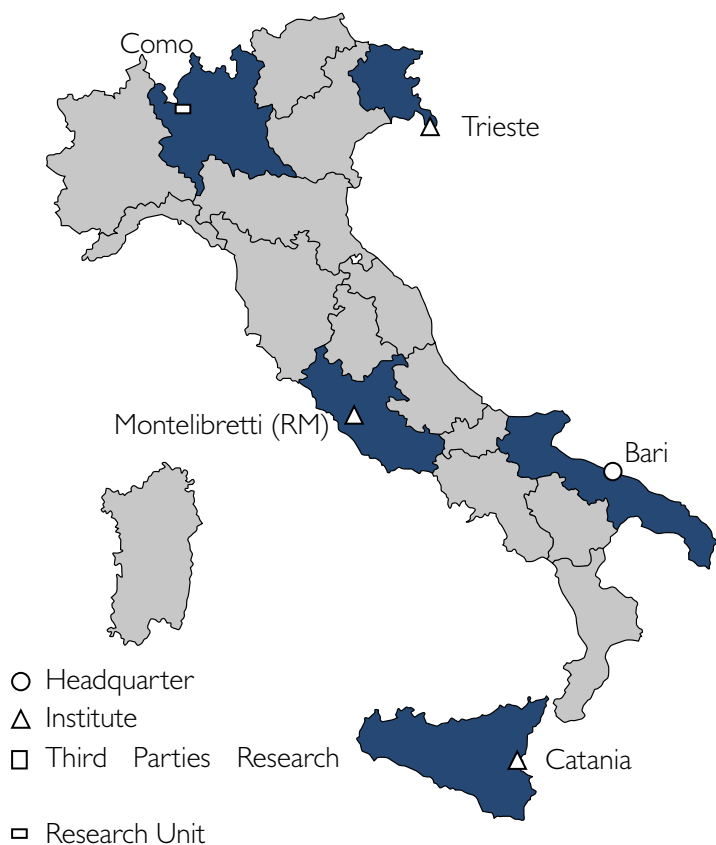 Como
Trieste
Montelibretti (RM)
Bari
Headquarter
Institute
Third Parties Research
Catania
Research Unit